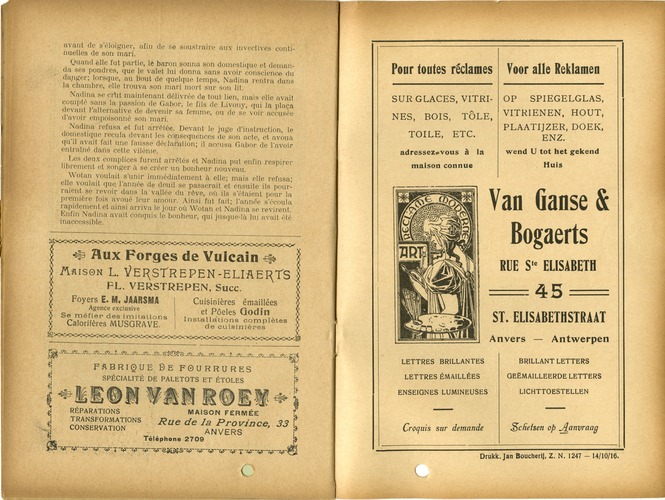 avant de s'éloigner, afin de se soustraire aux invectives conti-
nuelles de son mari.
Quand elle fut partie, le baron sonna son domestique et deman-
da ses poudres, que le valet lui donna sans avoir conscience du
danger; lorsque, au bout de quelque temps, Nadina rentra dans
la chambre, elle trouva son mari mort sur son lit.
Nadina se crût maintenant délivrée de tout lien, mais elle avait
compté sans la passion de Gabor, le fils de Livony, qui la plaça
devant l'alternative de devenir sa femme, ou de se voir accusée
d'avoir empoisonné son mari.
Nadina refusa et fut arrêtée. Devant le juge d'instruction, le
domestique recula devant les conséquences de son acte, et avoua
qu'il avait fait une fausse déclaration; il accusa Gabor de l'avoir
entraîné dans cette vilénie.
Les deux complices furent arrêtés et Nadina put enfin respirer
librement et songer à se créer un bonheur nouveau.
Wotan voulait s'unir immédiatement à elle; mais elle refusa;
elle voulait que l'année de deuil se passerait et ensuite ils pour-
raient se revoir dans la vallée du rêve, où ils s'étaient pour la
première fois avoué leur amour. Ainsi fut fait; l'année s'écoula
rapidement et ainsi arriva le jour où Wotan et Nadina se revirent.
Enfin Nadina avait conquis le bonheur, qui jusque-là lui avait été
inaccessible.
Aux Forges de Vulcain
MAISON L. VERSTREPEN-ELIAERTS
FL. VERSTREPEN, Succ.
Foyers E. M. JAARSMA
Agence exclusive
Se méfier des imitations
Calorifères MUSGRAVE.
Cuisinières émaillées
et Poêles Godin
Installations complètes
de cuisinières
FABRIQUE DE FOURRURES
SPÉCIALITÉ DE PALETOTS ET ÉTOLES
LEON VAN ROEY
RÉPARATIONS
TRANSFORMATIONS
CONSERVATION
MAISON FERMÉE
Rue de la Province, 33
ANVERS
Téléphone 2709
Pour toutes réclames
SUR GLACES, VITRI-
NES, BOIS, TÔLE,
TOILE, ETC.
adressez-vous à la
maison connue
Voor alle Reklamen
OP SPIEGELGLAS,
VITRIENEN, HOUT,
PLAATIJZER, DOEK,
ENZ.
wend U tot het gekend
Huis
RECLAME MODERNE
ART
Van Ganse &
Bogaerts
RUE Ste ELISABETH
45
ST. ELISABETHSTRAAT
Anvers — Antwerpen
LETTRES BRILLANTES
LETTRES ÉMAILLÉES
ENSEIGNES LUMINEUSES
Croquis sur demande
BRILLANT LETTERS
GEËMAILLEERDE LETTERS
LICHTTOESTELLEN
Schetsen op Aanvraag
Drukk. Jan Boucherij, Z. N. 1247 — 14/10/16.